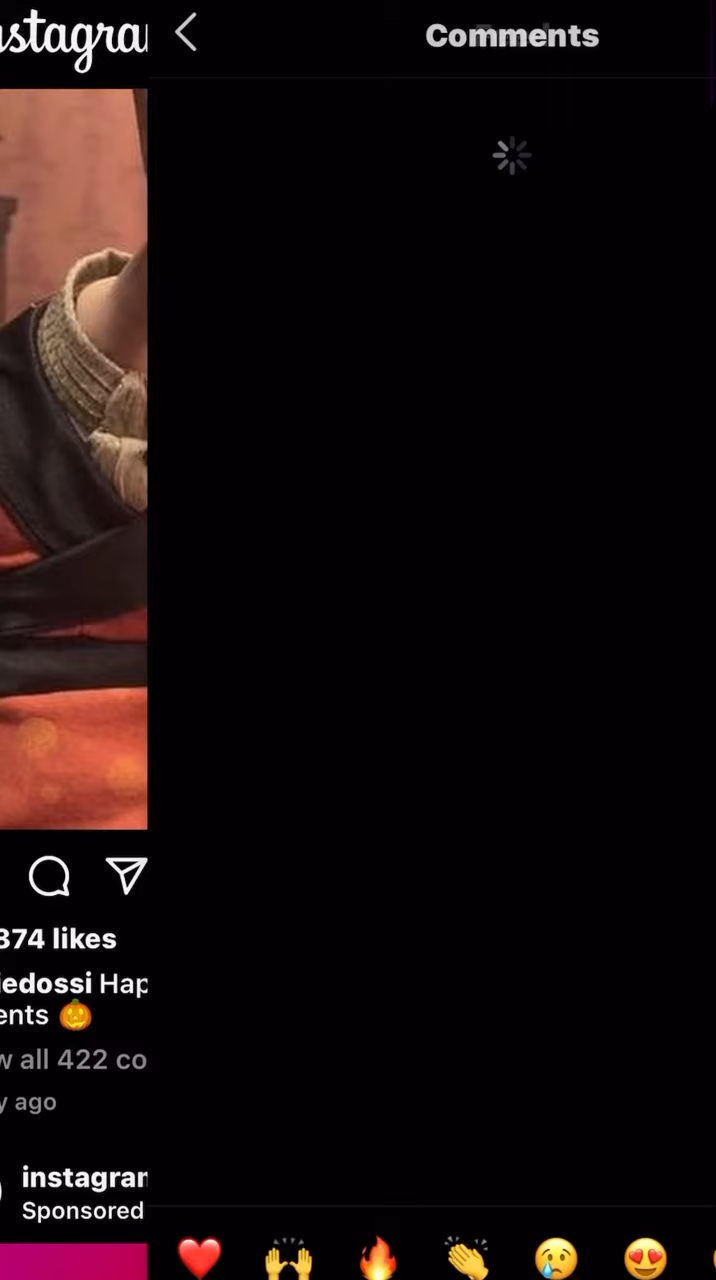 nstagra
Comments
374 likes
iedossi Hap
ents 🎃
w all 422 co
y ago
instagran
Sponsored